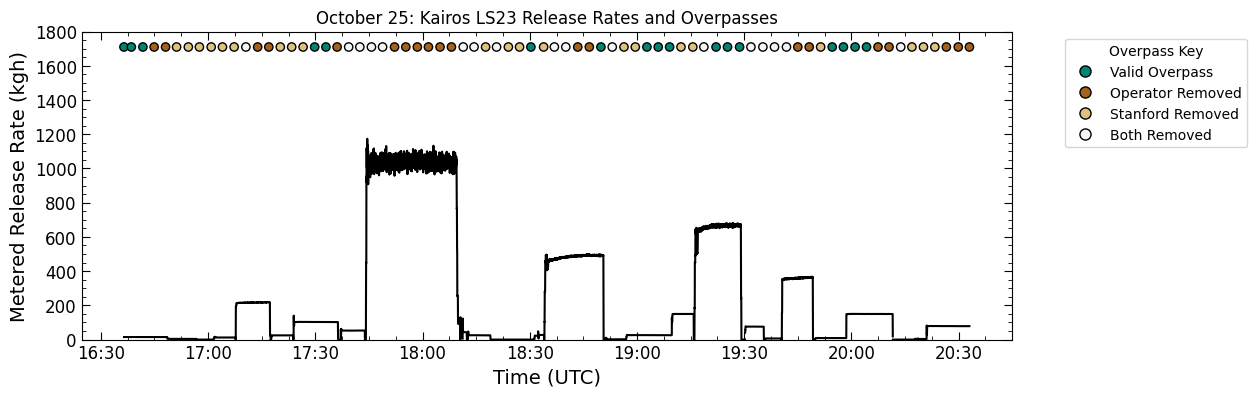 October 25: Kairos LS23 Release Rates and Overpasses
Metered Release Rate (kgh)
1800
1600
1400
1200
1000
800
600
400
200
0
16:30 17:00 17:30 18:00 18:30 19:00 19:30 20:00 20:30
Time (UTC)
Overpass Key
Valid Overpass
Operator Removed
Stanford Removed
Both Removed